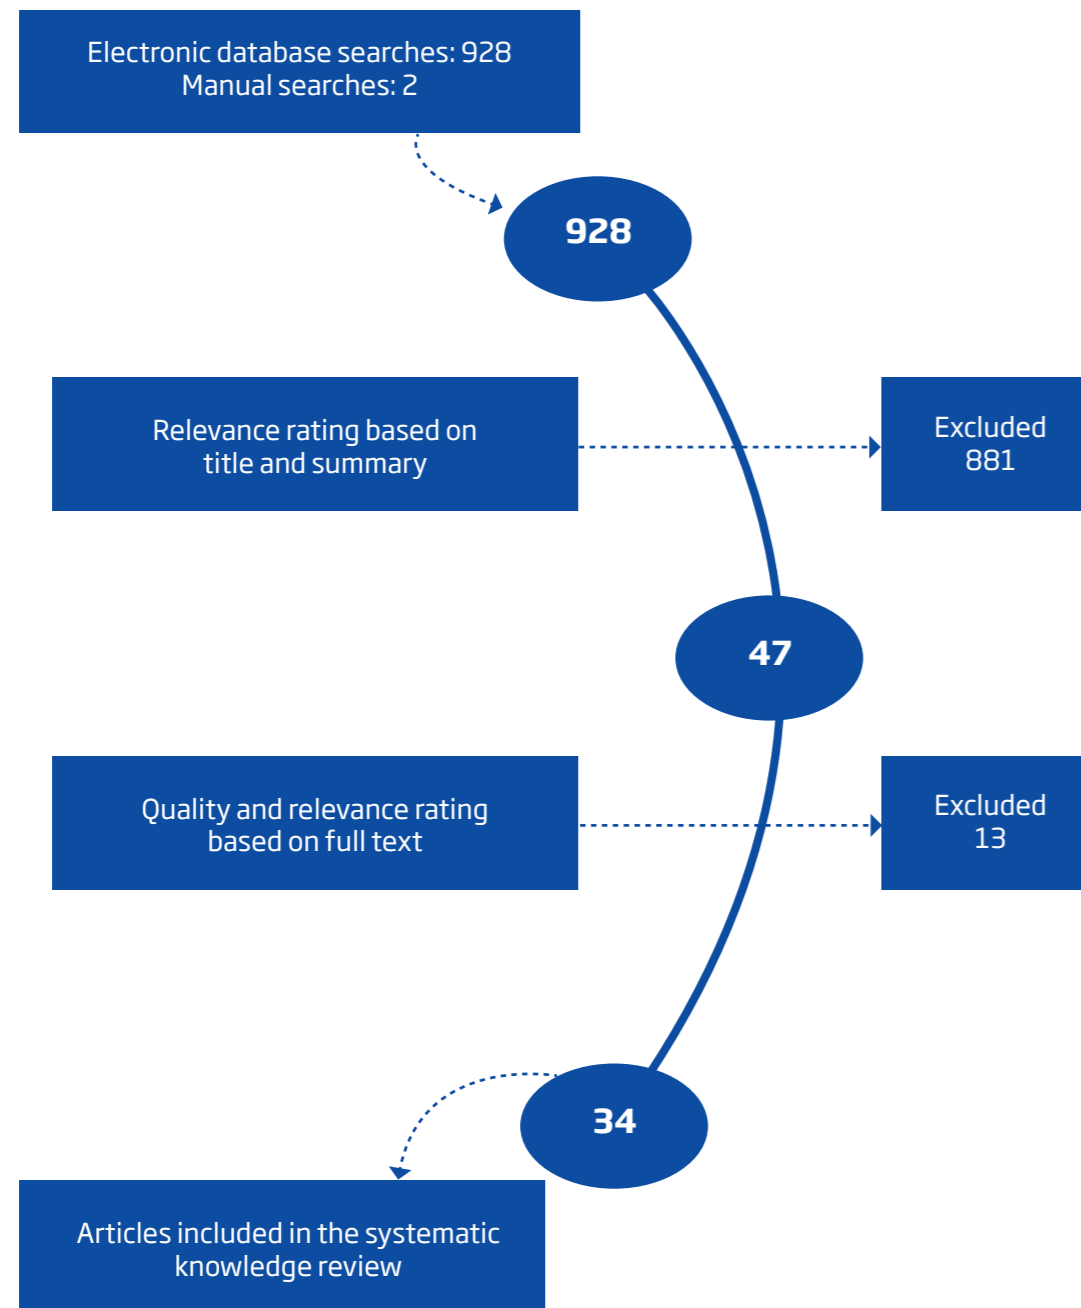 Electronic database searches: 928
Manual searches: 2
928
Relevance rating based on
title and summary
Excluded
881
47
Quality and relevance rating
based on full text
Excluded
13
34
Articles included in the systematic
knowledge review